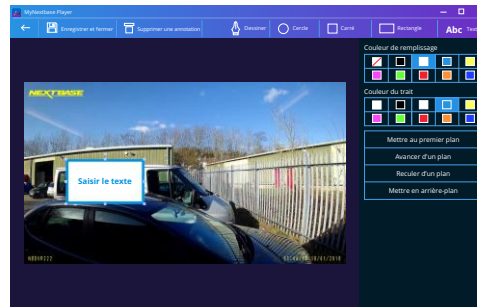 MyNextbase Player
Enregistrer et fermer
Supprimer une annotation
Dessiner
Cercle
Carré
Rectangle
Abc Text
Couleur de remplissage
Couleur du trait
Mettre au premier plan
Avancer d'un plan
Reculer d'un plan
Mettre en arrière-plan
NEXTBASE
Saisir le texte